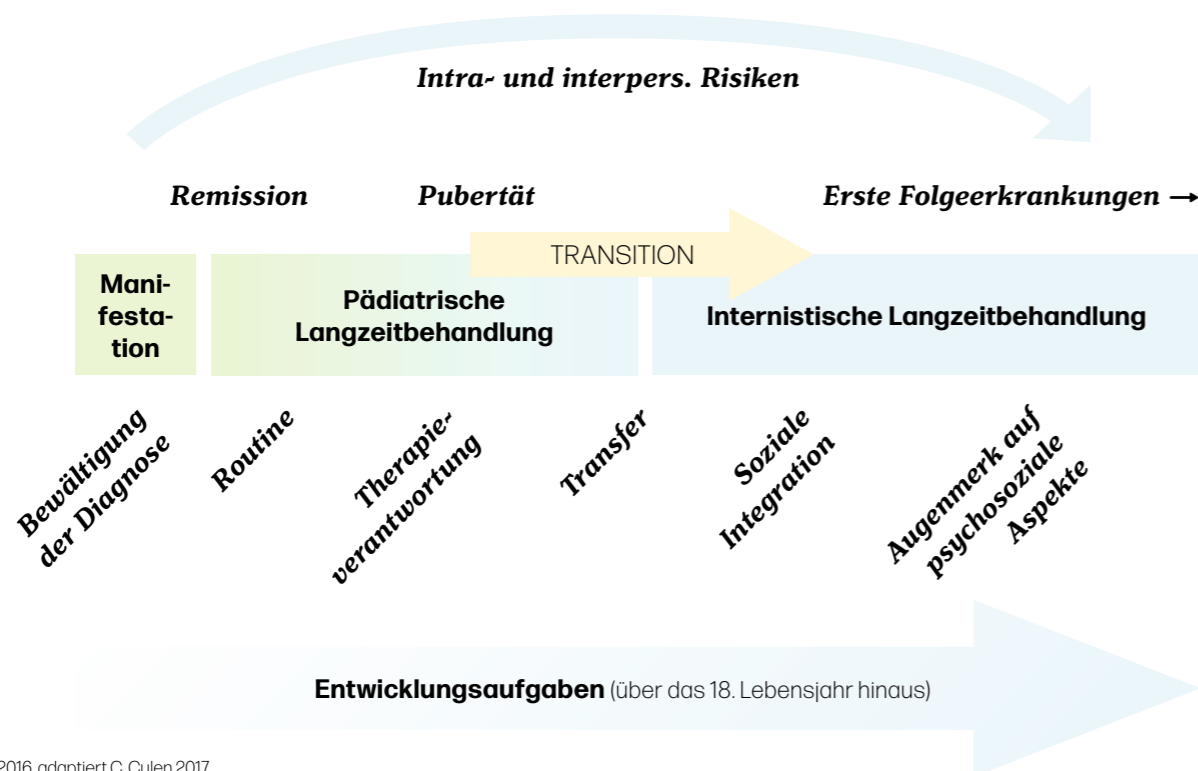 Intra- und interpers. Risiken
Remission
Pubertät
Erste Folgeerkrankungen →
TRANSITION
Mani-
festa-
tion
Pädiatrische
Langzeitbehandlung
Internistische Langzeitbehandlung
Bewältigung
der Diagnose
Routine
Therapie-
verantwortung
Transfer
Soziale
Integration
Augenmerk auf
psychosoziale
Aspekte
Entwicklungsaufgaben (über das 18. Lebensjahr hinaus)
2016, adaptiert C. Culen 2017